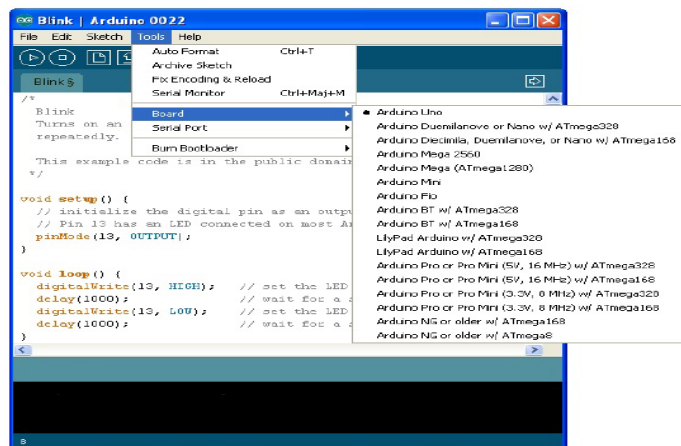 Blink | Arduino 0022
File Edit Sketch Tools Help
Auto Format Ctrl+T
Archive Sketch
Fix Encoding & Reload
Serial Monitor Ctrl+Maj+M
Board
Serial Port
Burn Bootloader
Arduino Uno
Arduino Duemilanove or Nano w/ ATmega328
Arduino Diecimila, Duemilanove, or Nano w/ ATmega168
Arduino Mega 2560
Arduino Mega (ATmega1280)
Arduino Mini
Arduino Fio
Arduino BT w/ ATmega328
Arduino BT w/ ATmega168
LilyPad Arduino w/ ATmega328
LilyPad Arduino w/ ATmega168
Arduino Pro or Pro Mini (5V, 16 MHz) w/ ATmega328
Arduino Pro or Pro Mini (5V, 16 MHz) w/ ATmega168
Arduino Pro or Pro Mini (3.3V, 8 MHz) w/ ATmega328
Arduino Pro or Pro Mini (3.3V, 8 MHz) w/ ATmega168
Arduino NG or older w/ ATmega168
Arduino NG or older w/ ATmega8
Blink §
/*
Blink
Turns on an
repeatedly.
This example code is in the public domain
*/
void setup() {
// initialize the digital pin as an outpu
// Pin 13 has an LED connected on most A
pinMode(13, OUTPUT);
}
void loop() {
digitalWrite(13, HIGH); // set the LED
delay(1000); // wait for a
digitalWrite(13, LOW); // set the LED
delay(1000); // wait for a
}
8